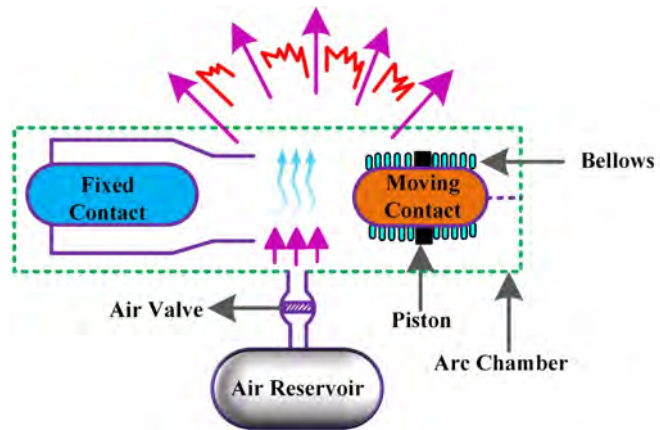 Fixed
Contact
Moving
Contact
Bellows
Air Valve
Piston
Arc Chamber
Air Reservoir